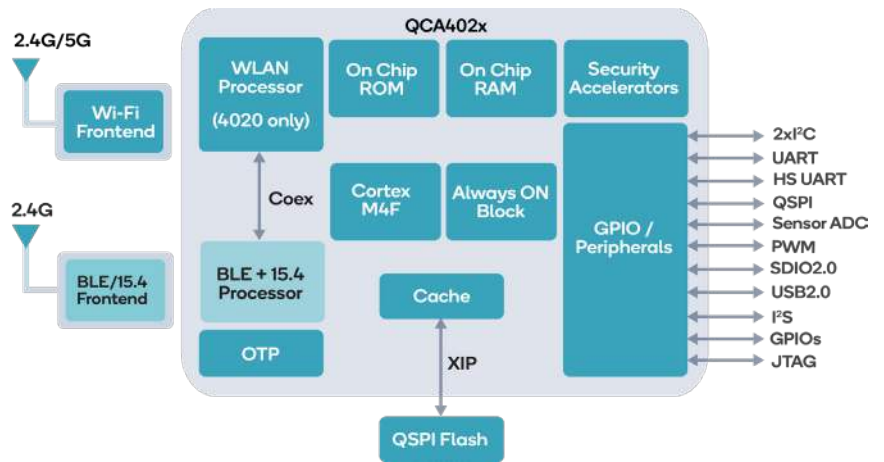 QCA402x
2.4G/5G
Wi-Fi
Frontend
2.4G
BLE/15.4
Frontend
WLAN
Processor
(4020 only)
On Chip
ROM
On Chip
RAM
Security
Accelerators
Coex
Cortex
M4F
Always ON
Block
GPIO /
Peripherals
BLE + 15.4
Processor
Cache
OTP
XIP
QSPI Flash
2xI²C
UART
HS UART
QSPI
Sensor ADC
PWM
SDIO2.0
USB2.0
I²S
GPIOs
JTAG